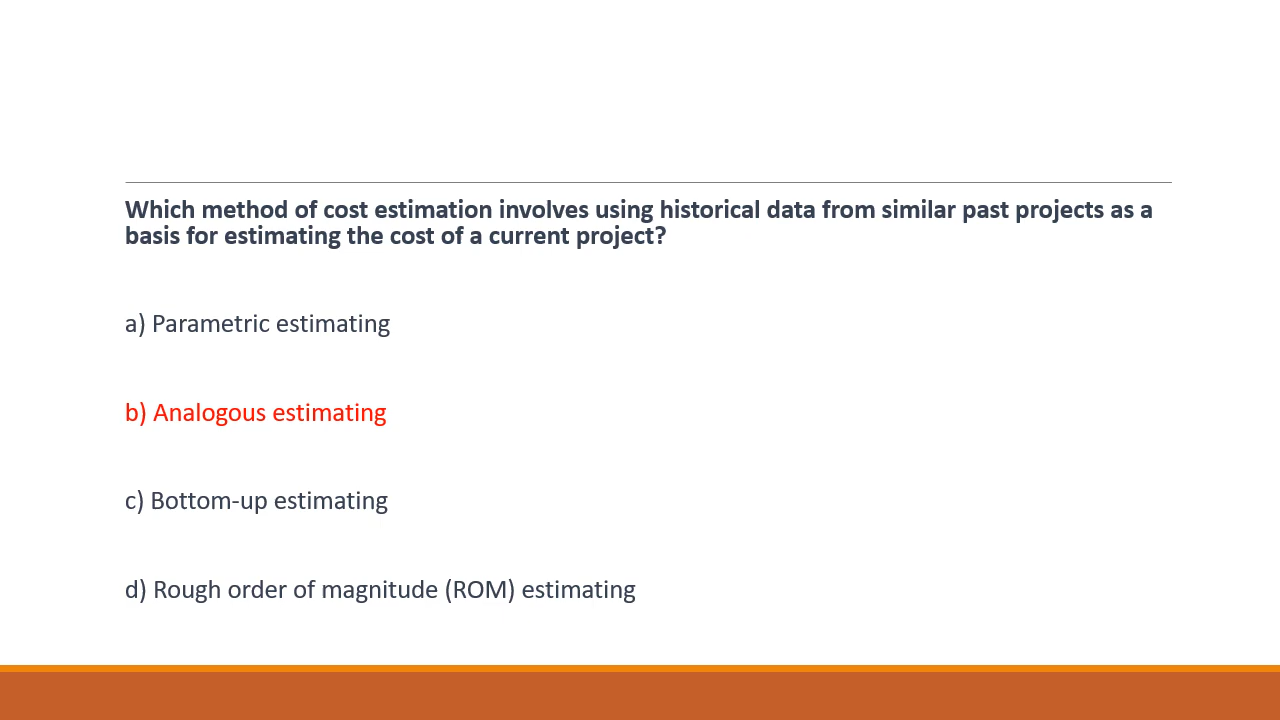 Which method of cost estimation involves using historical data from similar past projects as a
basis for estimating the cost of a current project?
a) Parametric estimating
b) Analogous estimating
c) Bottom-up estimating
d) Rough order of magnitude (ROM) estimating